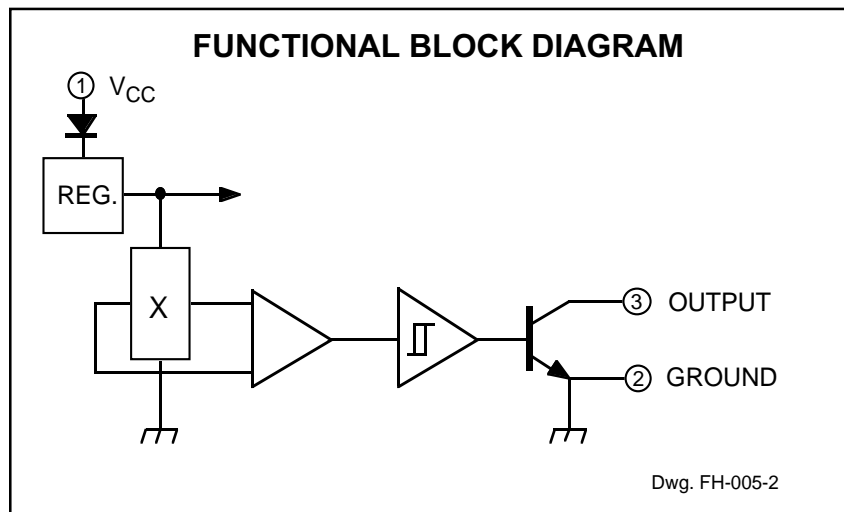 FUNCTIONAL BLOCK DIAGRAM
1 VCC
REG.
X
3 OUTPUT
2 GROUND
Dwg. FH-005-2